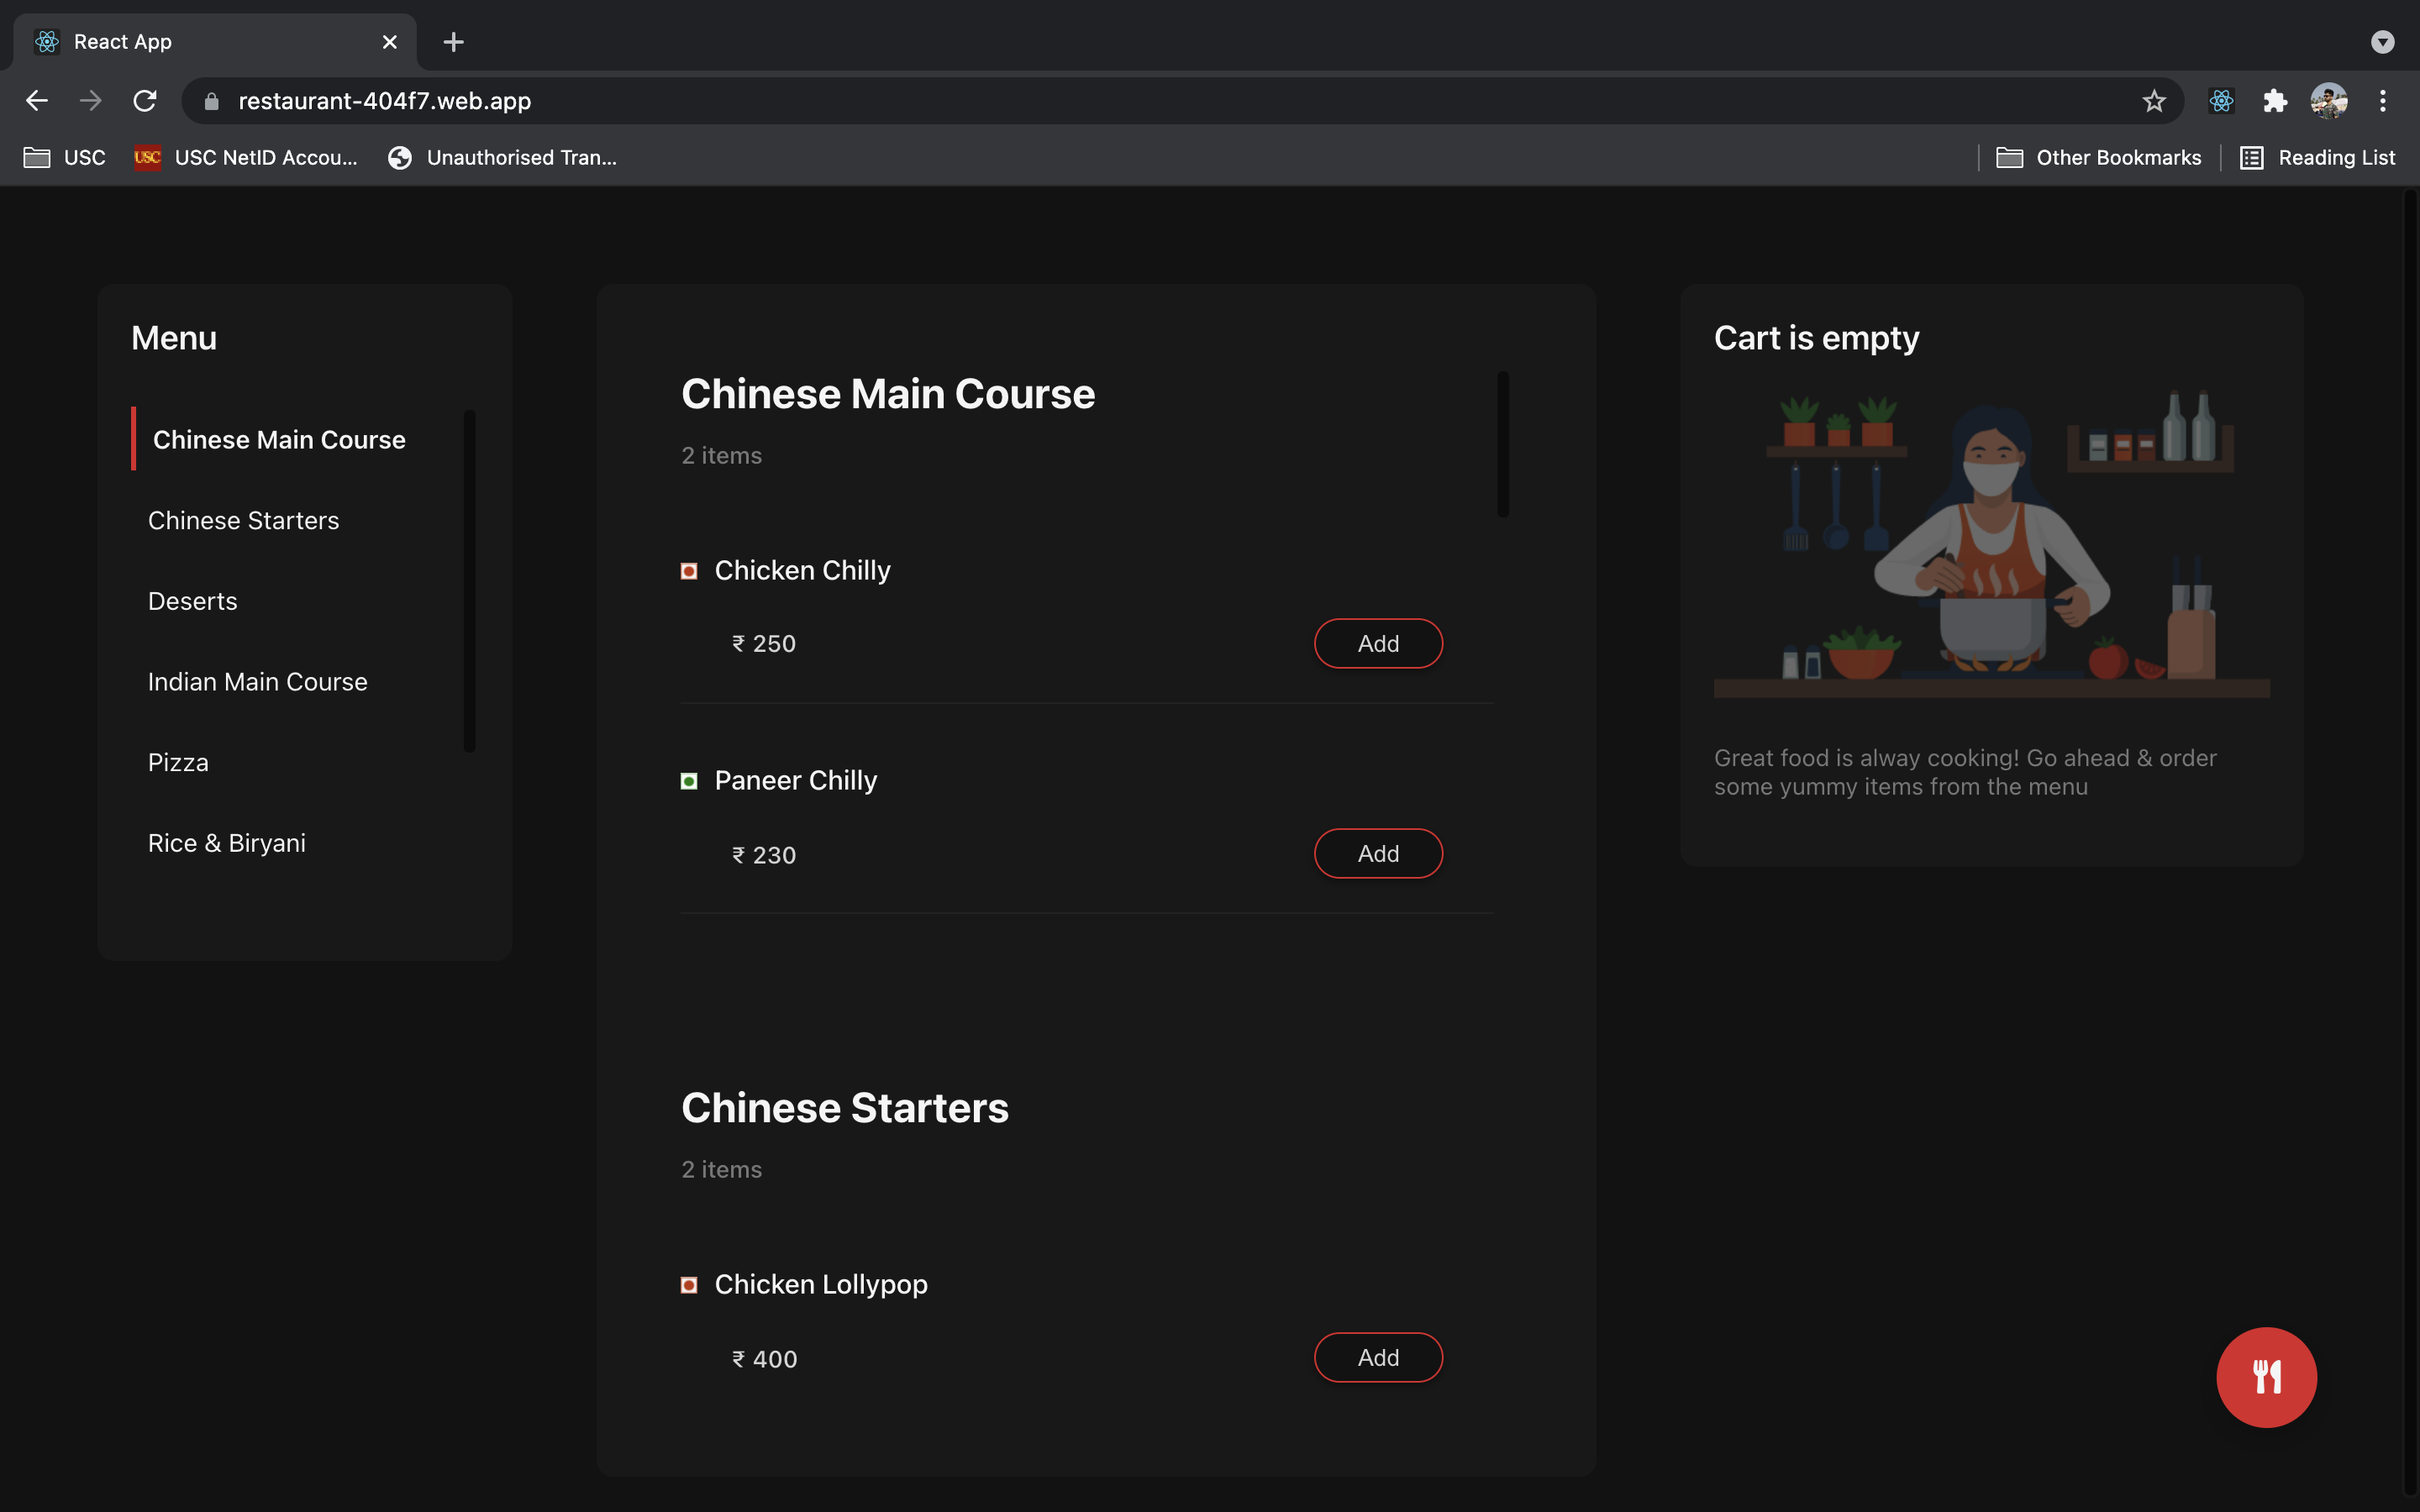 React App
restaurant-404f7.web.app
USC
USC
USC NetID Accou...
Unauthorised Tran...
Other Bookmarks
Reading List
Menu
Chinese Main Course
Chinese Starters
Deserts
Indian Main Course
Pizza
Rice & Biryani
Chinese Main Course
2 items
Chicken Chilly
₹ 250
Add
Paneer Chilly
₹ 230
Add
Chinese Starters
2 items
Chicken Lollypop
₹ 400
Add
Cart is empty
Great food is alway cooking! Go ahead & order
some yummy items from the menu